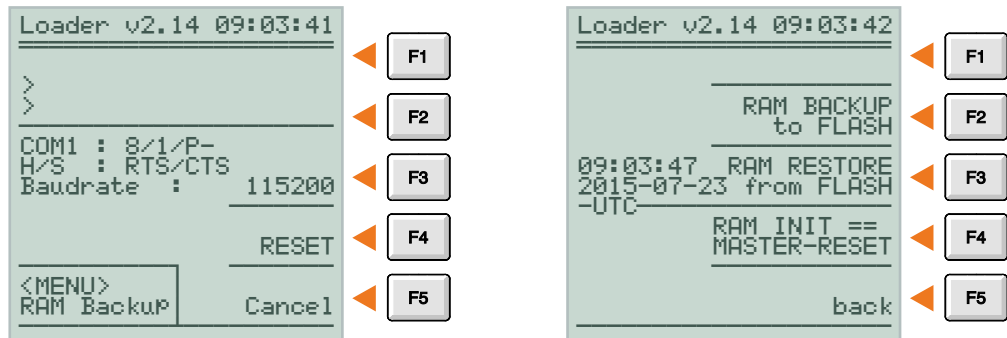 Loader v2.14 09:03:41
>
>
COM1 : 8/1/P-
H/S : RTS/CTS
Baudrate : 115200
RESET
<MENU>
RAM Backup Cancel
F1
F2
F3
F4
F5
Loader v2.14 09:03:42
RAM BACKUP
to FLASH
09:03:47 RAM RESTORE
2015-07-23 from FLASH
-UTC
RAM INIT ==
MASTER-RESET
back
F1
F2
F3
F4
F5